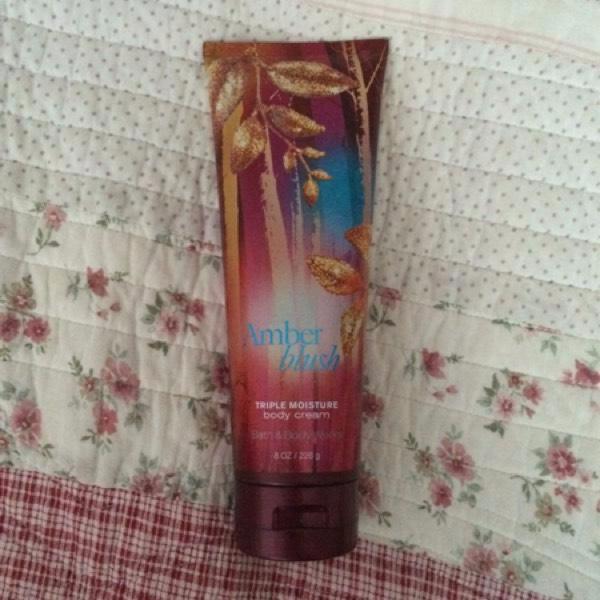 Amber
blush
TRIPLE MOISTURE
body cream
Bath & Body Works
8 OZ / 226 g